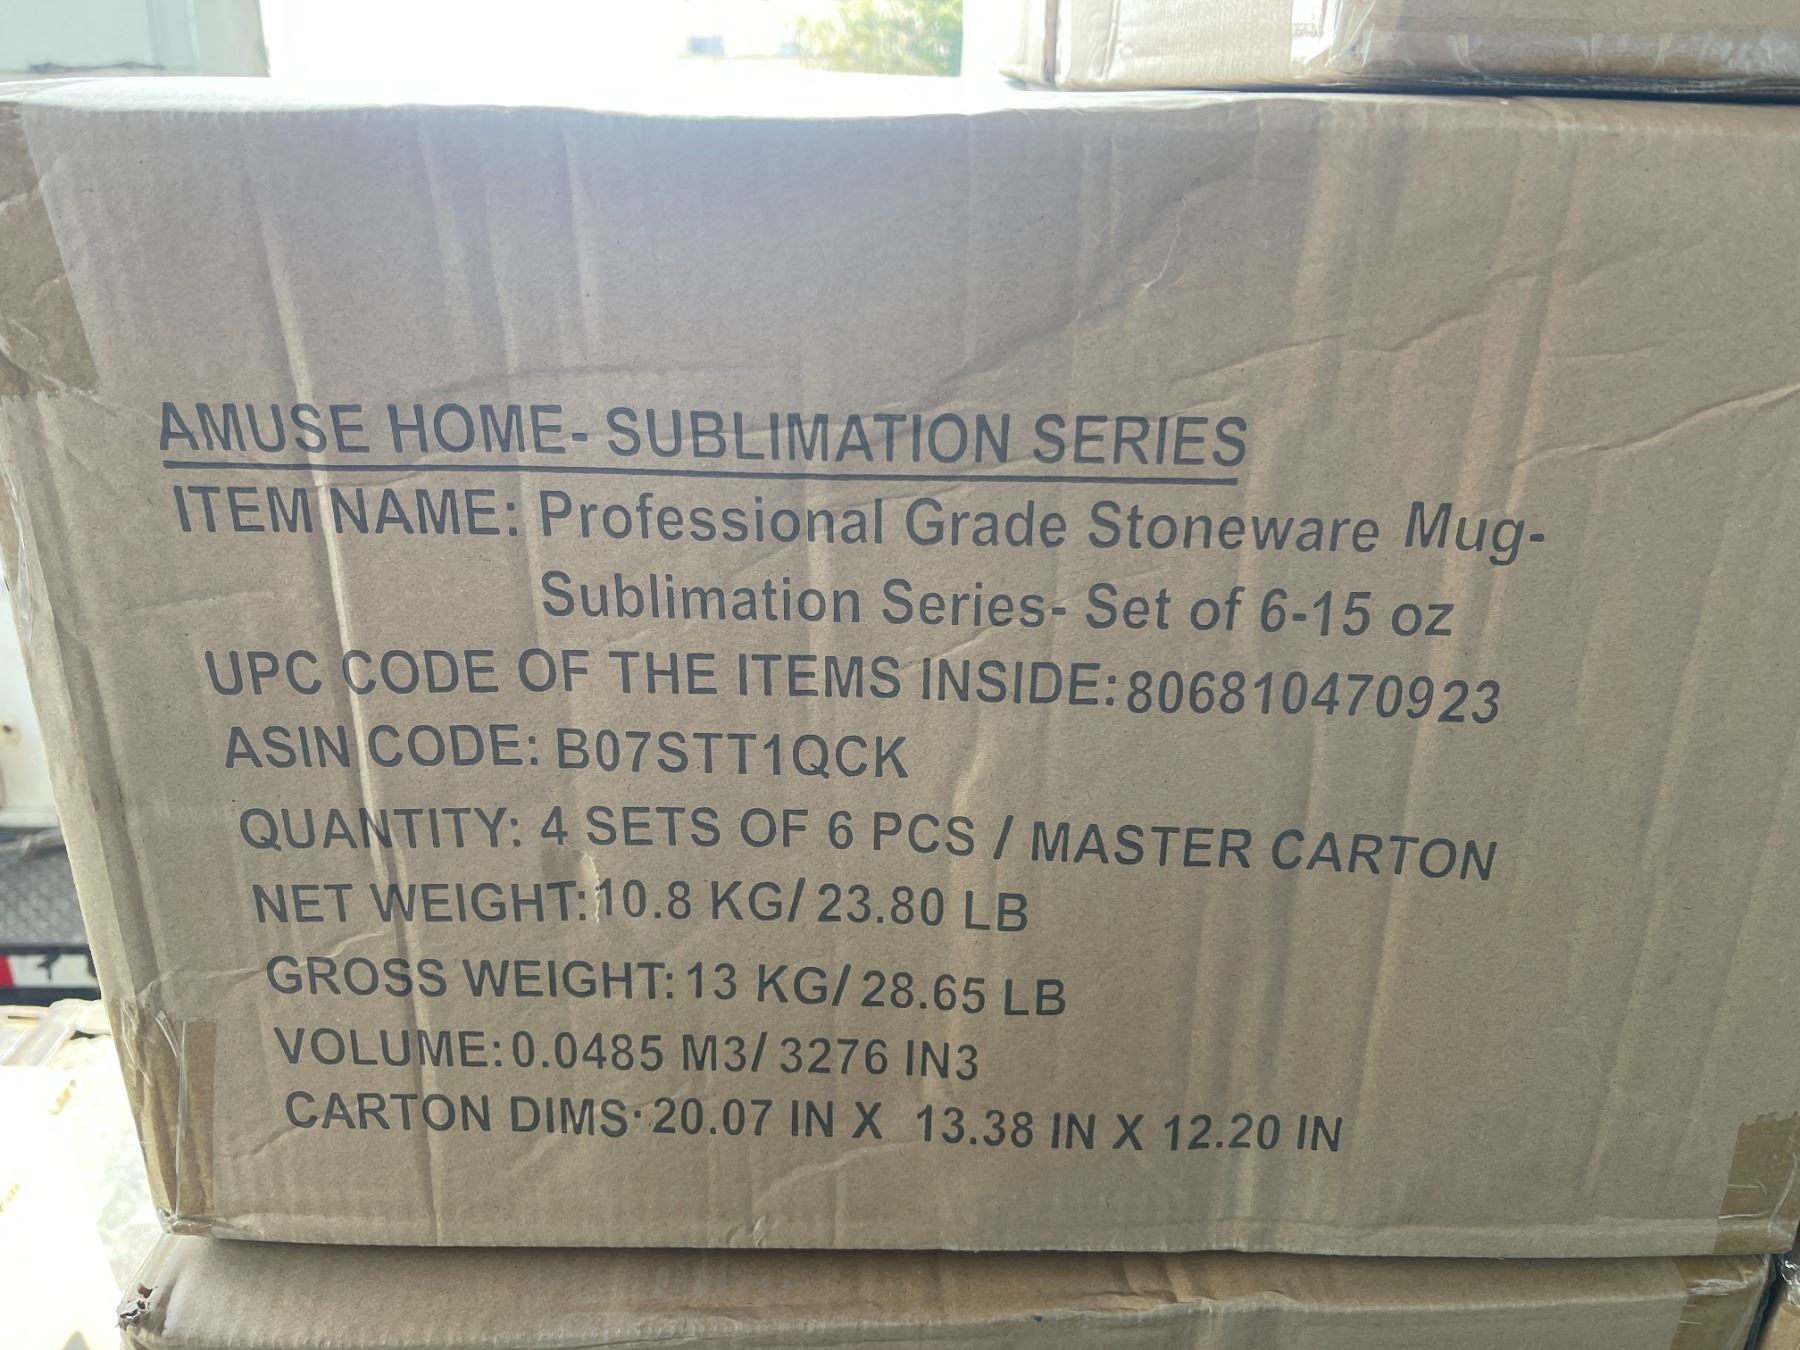 AMUSE HOME- SUBLIMATION SERIES
ITEM NAME: Professional Grade Stoneware Mug-
Sublimation Series- Set of 6-15 oz
UPC CODE OF THE ITEMS INSIDE:806810470923
ASIN CODE: B07STT1QCK
QUANTITY: 4 SETS OF 6 PCS / MASTER CARTON
NET WEIGHT:10.8 KG/ 23.80 LB
GROSS WEIGHT:13 KG/ 28.65 LB
VOLUME:0.0485 M3/ 3276 IN3
CARTON DIMS· 20.07 IN X 13.38 IN X 12.20 IN